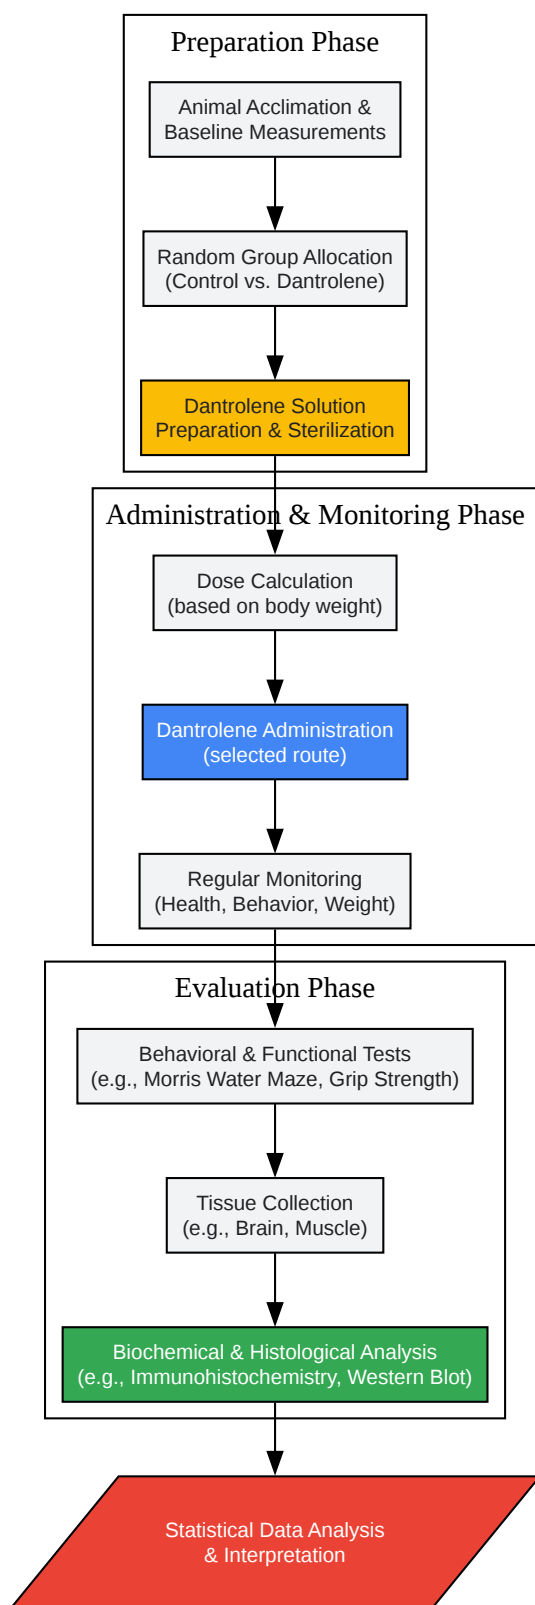 Preparation Phase
Animal Acclimation &
Baseline Measurements
Random Group Allocation
(Control vs. Dantrolene)
Dantrolene Solution
Preparation & Sterilization
Administration & Monitoring Phase
Dose Calculation
(based on body weight)
Dantrolene Administration
(selected route)
Regular Monitoring
(Health, Behavior, Weight)
Evaluation Phase
Behavioral & Functional Tests
(e.g., Morris Water Maze, Grip Strength)
Tissue Collection
(e.g., Brain, Muscle)
Biochemical & Histological Analysis
(e.g., Immunohistochemistry, Western Blot)
Statistical Data Analysis
& Interpretation